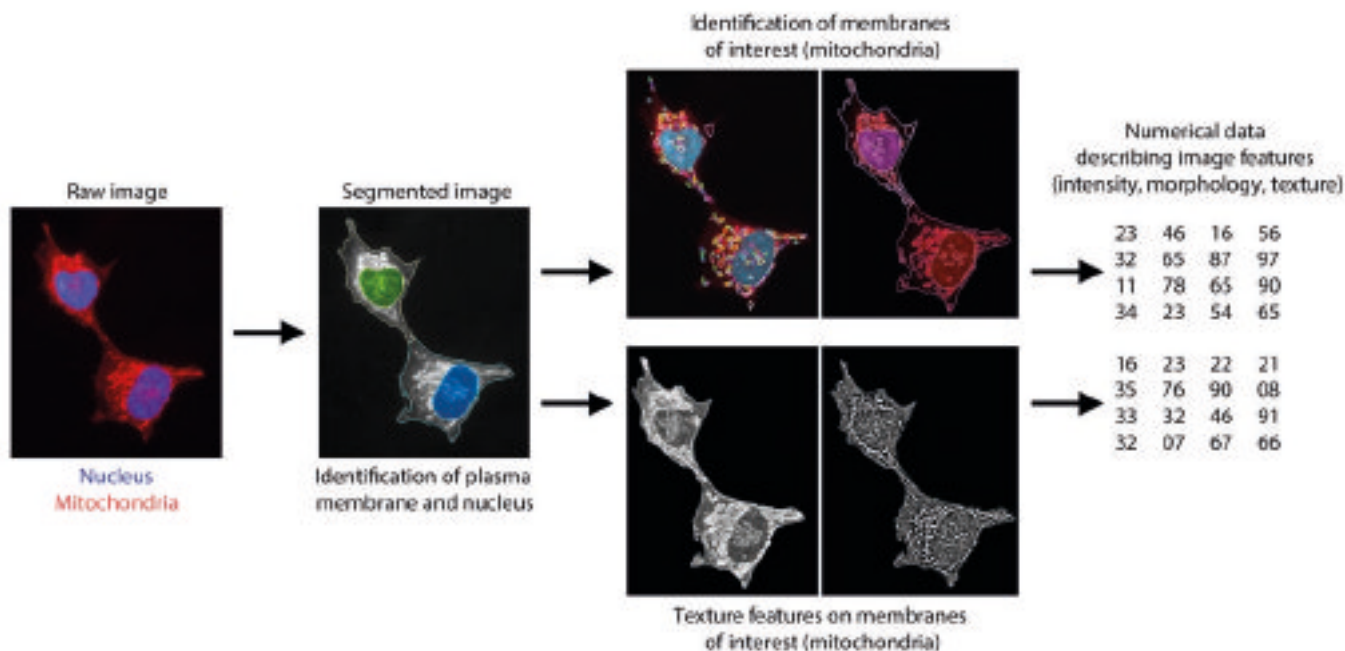 Identification of membranes
of interest (mitochondria)
Numerical data
describing image features
(intensity, morphology, texture)
Raw image
Segmented image
23 46 16 56
32 65 87 97
11 78 65 90
34 23 54 65
16 23 22 21
35 76 90 08
33 32 46 91
32 07 67 66
Nucleus
Mitochondria
Identification of plasma
membrane and nucleus
Texture features on membranes
of interest (mitochondria)